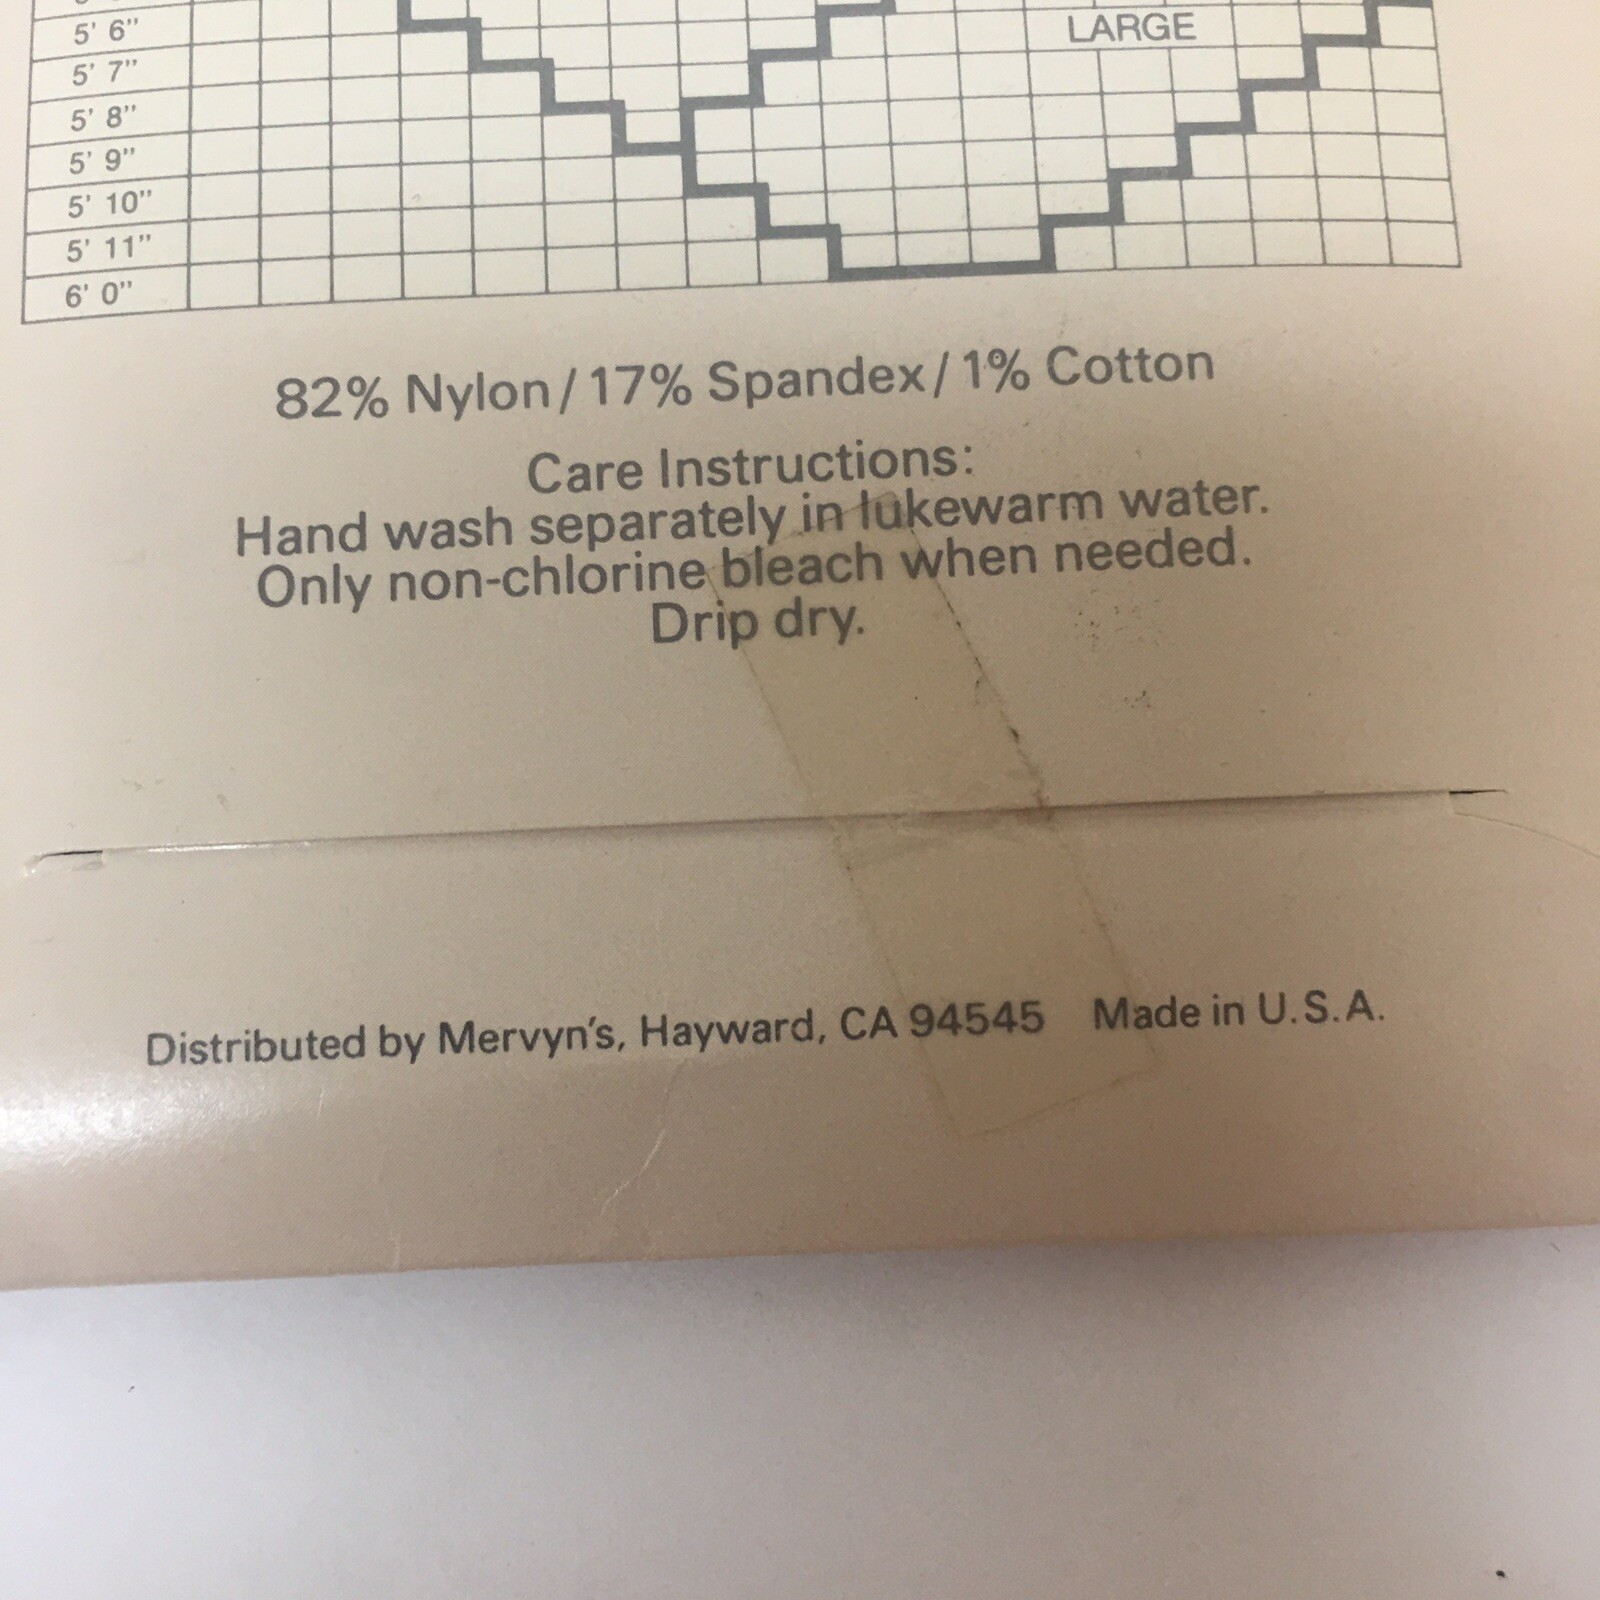 5' 6"
LARGE
5' 7"
5' 8"
5' 9"
5' 10"
5' 11"
6' 0"
82% Nylon/17% Spandex/1% Cotton
Care Instructions:
Hand wash separately in lukewarm water.
Only non-chlorine bleach when needed.
Drip dry.
Distributed by Mervyn's, Hayward, CA 94545 Made in U.S.A.